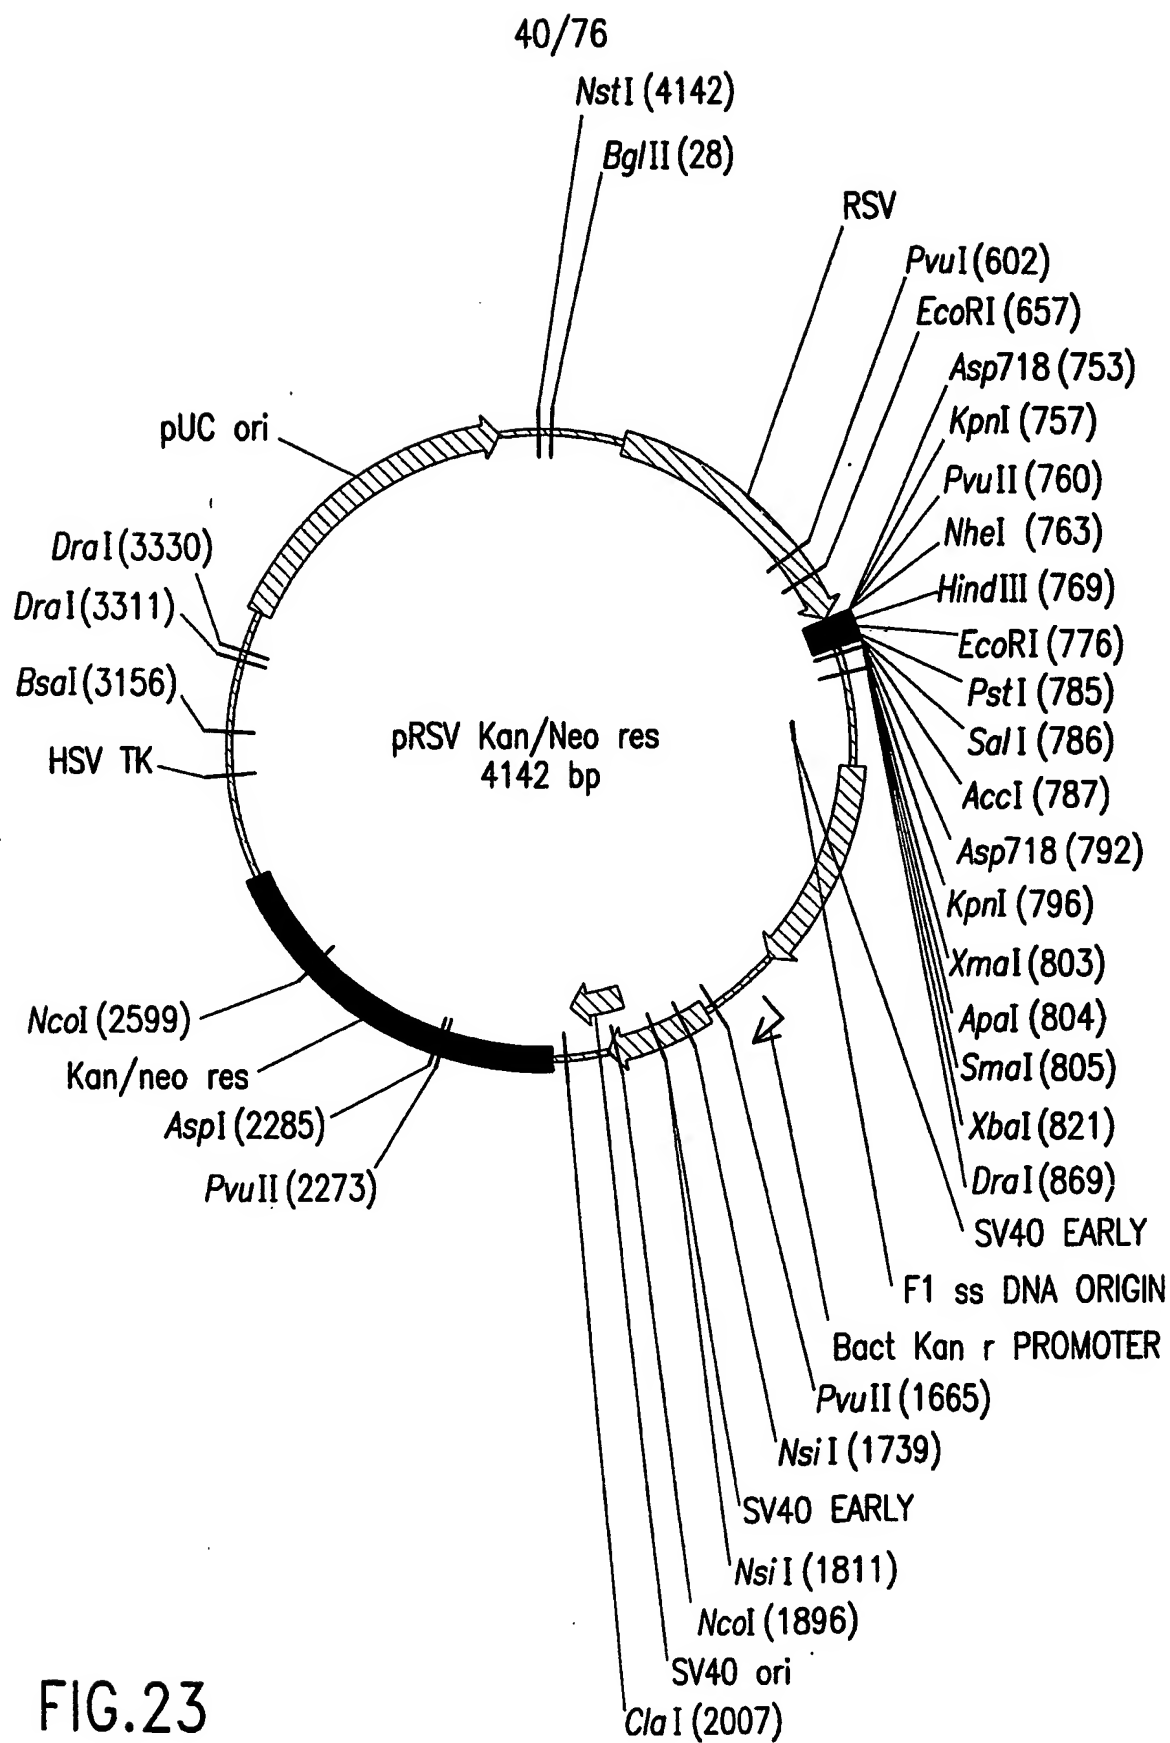 40/76
NstI (4142)
BglII (28)
RSV
PvuI (602)
EcoRI (657)
Asp718 (753)
KpnI (757)
PvuII (760)
NheI (763)
HindIII (769)
EcoRI (776)
PstI (785)
SalI (786)
AccI (787)
Asp718 (792)
KpnI (796)
XmaI (803)
ApaI (804)
SmaI (805)
XbaI (821)
DraI (869)
SV40 EARLY
F1 ss DNA ORIGIN
Bact Kan r PROMOTER
PvuII (1665)
NsiI (1739)
SV40 EARLY
NsiI (1811)
NcoI (1896)
SV40 ori
ClaI (2007)
PvuII (2273)
AspI (2285)
Kan/neo res
NcoI (2599)
HSV TK
BsaI (3156)
DraI (3311)
DraI (3330)
pUC ori
pRSV Kan/Neo res
4142 bp
FIG.23